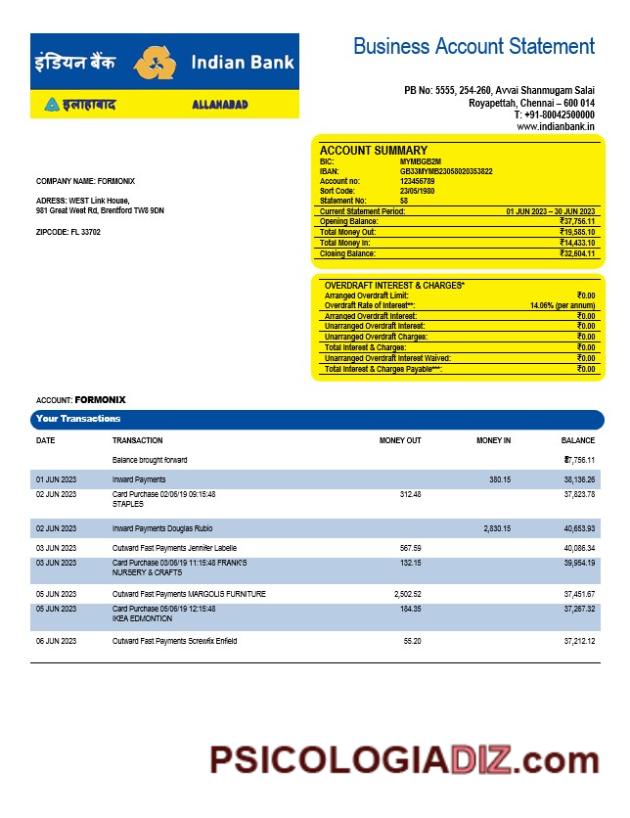 इंडियन बैंक Indian Bank
इलाहाबाद ALLAHABAD
Business Account Statement
PB No: 5555, 254-260, Avvai Shanmugam Salai
Royapettah, Chennai – 600 014
T: +91-80042500000
www.indianbank.in
COMPANY NAME: FORMONIX
ADRESS: WEST Link House,
981 Great West Rd, Brentford TW8 9DN
ZIPCODE: FL 33702
ACCOUNT SUMMARY
BIC: MYMBGB2M
IBAN: GB33MYMB23058020353822
Account no: 123456789
Sort Code: 23/05/1980
Statement No: 58
Current Statement Period: 01 JUN 2023 – 30 JUN 2023
Opening Balance: ₹37,756.11
Total Money Out: ₹19,585.10
Total Money In: ₹14,433.10
Closing Balance: ₹32,604.11
OVERDRAFT INTEREST & CHARGES*
Arranged Overdraft Limit: ₹0.00
Overdraft Rate of Interest**: 14.06% (per annum)
Arranged Overdraft Interest: ₹0.00
Unarranged Overdraft Interest: ₹0.00
Unarranged Overdraft Charges: ₹0.00
Total Interest & Charges: ₹0.00
Unarranged Overdraft Interest Waived: ₹0.00
Total Interest & Charges Payable***: ₹0.00
ACCOUNT: FORMONIX
Your Transactions
DATE TRANSACTION MONEY OUT MONEY IN BALANCE
Balance brought forward ₹37,756.11
01 JUN 2023 Inward Payments 380.15 38,136.26
02 JUN 2023 Card Purchase 02/06/19 09:15:48 312.48 37,823.78
STAPLES
02 JUN 2023 Inward Payments Douglas Rubio 2,830.15 40,653.93
03 JUN 2023 Outward Fast Payments Jennifer Labelle 567.59 40,086.34
03 JUN 2023 Card Purchase 03/06/19 11:15:48 FRANK'S 132.15 39,954.19
NURSERY & CRAFTS
05 JUN 2023 Outward Fast Payments MARGOLIS FURNITURE 2,502.52 37,451.67
05 JUN 2023 Card Purchase 05/06/19 12:15:48 184.35 37,267.32
IKEA EDMONTION
06 JUN 2023 Outward Fast Payments Screwfix Enfield 55.20 37,212.12
PSICOLOGIADIZ.com